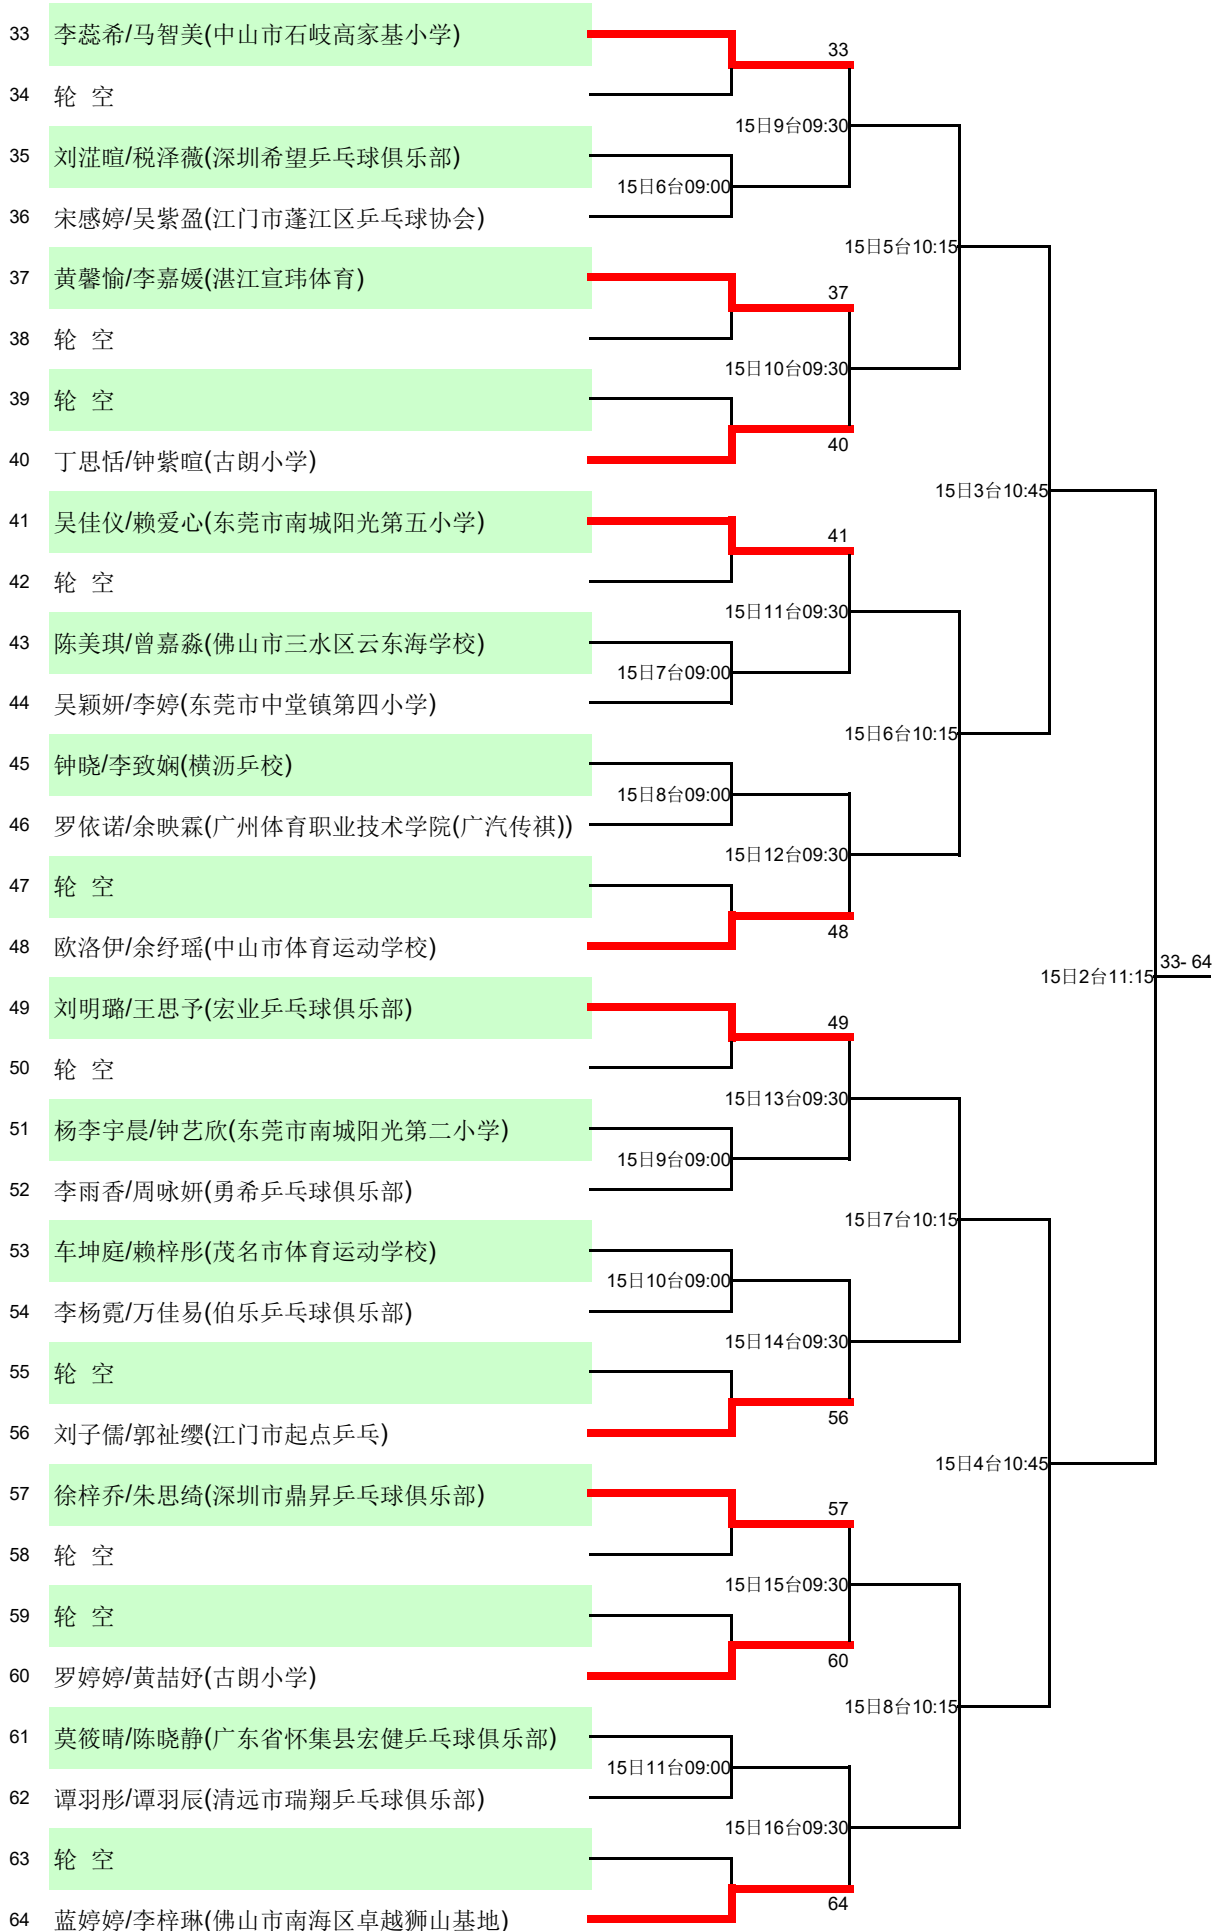 33 李蕊希/马智美(中山市石岐高家基小学)
33
34 轮 空
15日9台09:30
35 刘淽暄/税泽薇(深圳希望乒乓球俱乐部)
15日6台09:00
36 宋感婷/吴紫盈(江门市蓬江区乒乓球协会)
15日5台10:15
37 黄馨愉/李嘉媛(湛江宣玮体育)
37
38 轮 空
15日10台09:30
39 轮 空
40
40 丁思恬/钟紫暄(古朗小学)
15日3台10:45
41 吴佳仪/赖爱心(东莞市南城阳光第五小学)
41
42 轮 空
15日11台09:30
43 陈美琪/曾嘉淼(佛山市三水区云东海学校)
15日7台09:00
44 吴颖妍/李婷(东莞市中堂镇第四小学)
15日6台10:15
45 钟晓/李致娴(横沥乒校)
15日8台09:00
46 罗依诺/余映霖(广州体育职业技术学院(广汽传祺))
15日12台09:30
47 轮 空
48
48 欧洛伊/余纾瑶(中山市体育运动学校)
33- 64
15日2台11:15
49 刘明璐/王思予(宏业乒乓球俱乐部)
49
50 轮 空
15日13台09:30
51 杨李宇晨/钟艺欣(东莞市南城阳光第二小学)
15日9台09:00
52 李雨香/周咏妍(勇希乒乓球俱乐部)
15日7台10:15
53 车坤庭/赖梓彤(茂名市体育运动学校)
15日10台09:00
54 李杨霓/万佳易(伯乐乒乓球俱乐部)
15日14台09:30
55 轮 空
56
56 刘子儒/郭祉缨(江门市起点乒乓)
15日4台10:45
57 徐梓乔/朱思绮(深圳市鼎昇乒乓球俱乐部)
57
58 轮 空
15日15台09:30
59 轮 空
60
60 罗婷婷/黄喆妤(古朗小学)
15日8台10:15
61 莫筱晴/陈晓静(广东省怀集县宏健乒乓球俱乐部)
15日11台09:00
62 谭羽彤/谭羽辰(清远市瑞翔乒乓球俱乐部)
15日16台09:30
63 轮 空
64
64 蓝婷婷/李梓琳(佛山市南海区卓越狮山基地)